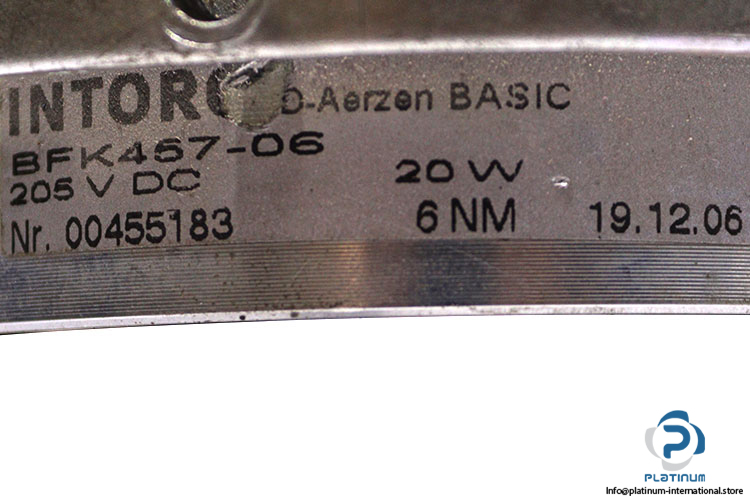 INTORQ D-Aerzen BASIC
BFK457-06
205 V DC 20 W
Nr. 00455183 6 NM 19.12.06
PLATINUM
Info@platinum-international.store